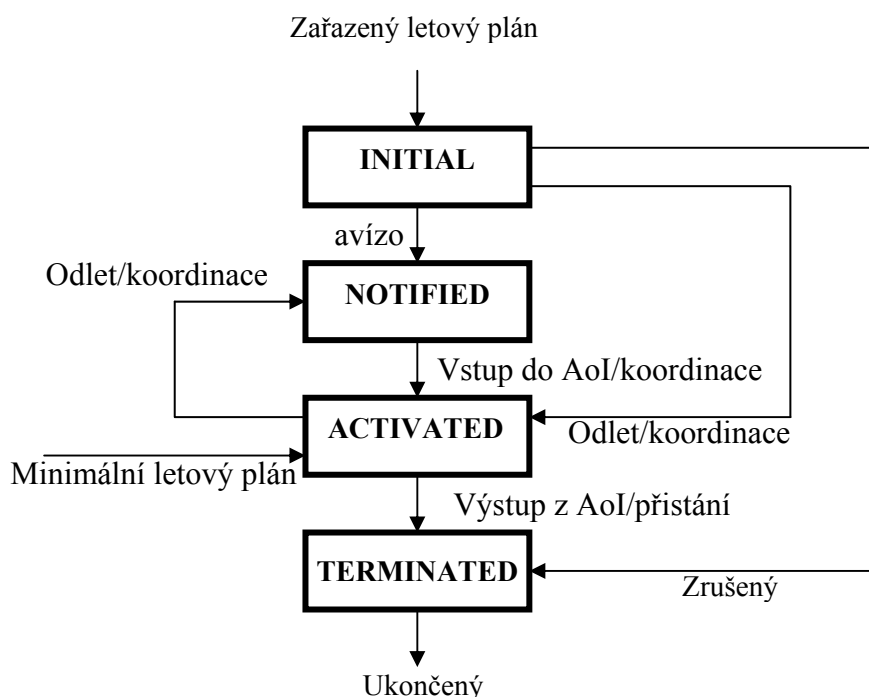 Zařazený letový plán
INITIAL
avízo
Odlet/koordinace
NOTIFIED
Vstup do AoI/koordinace
ACTIVATED
Odlet/koordinace
Minimální letový plán
Výstup z AoI/přistání
TERMINATED
Zrušený
Ukončený